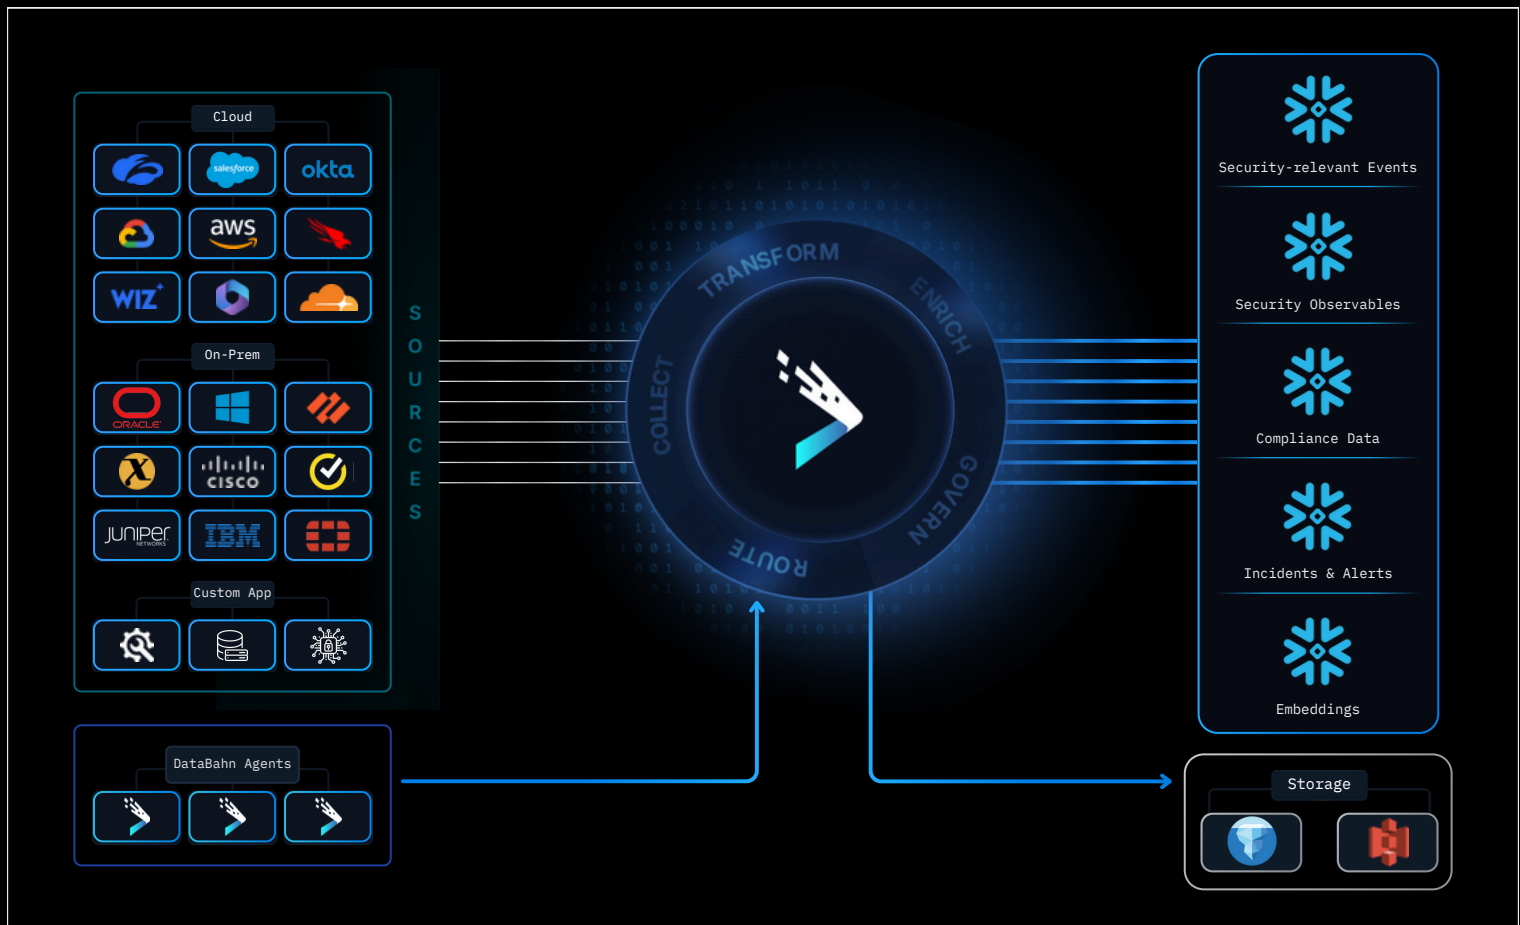 Cloud
salesforce
okta
aws
WIZ
On-Prem
ORACLE
CISCO
JUNIPER
NETWORKS
IBM
Custom App
SOURCES
DataBahn Agents
COLLECT
TRANSFORM
ENRICH
GOVERN
ROUTE
Security-relevant Events
Security Observables
Compliance Data
Incidents & Alerts
Embeddings
Storage